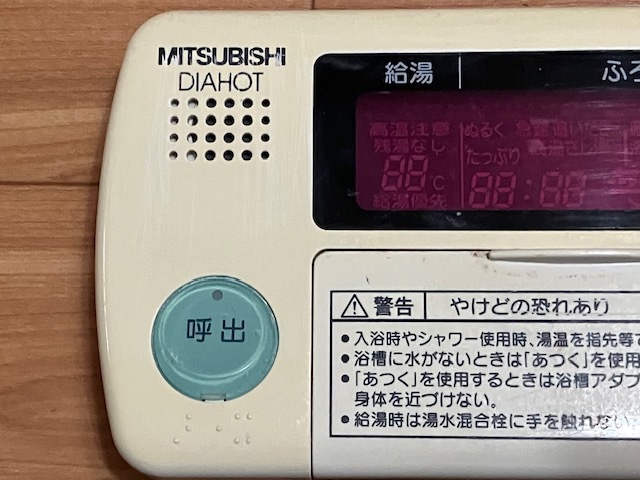 MITSUBISHI
DIAHOT
給湯
ふろ
高温注意
残湯なし
88℃
給湯優先
ぬるく
たっぷり
88:88
呼出
警告 やけどの恐れあり
●入浴時やシャワー使用時、湯温を指先等で
●浴槽に水がないときは「あつく」を使用
●「あつく」を使用するときは浴槽アダプ
身体を近づけない。
●給湯時は湯水混合栓に手を触れない